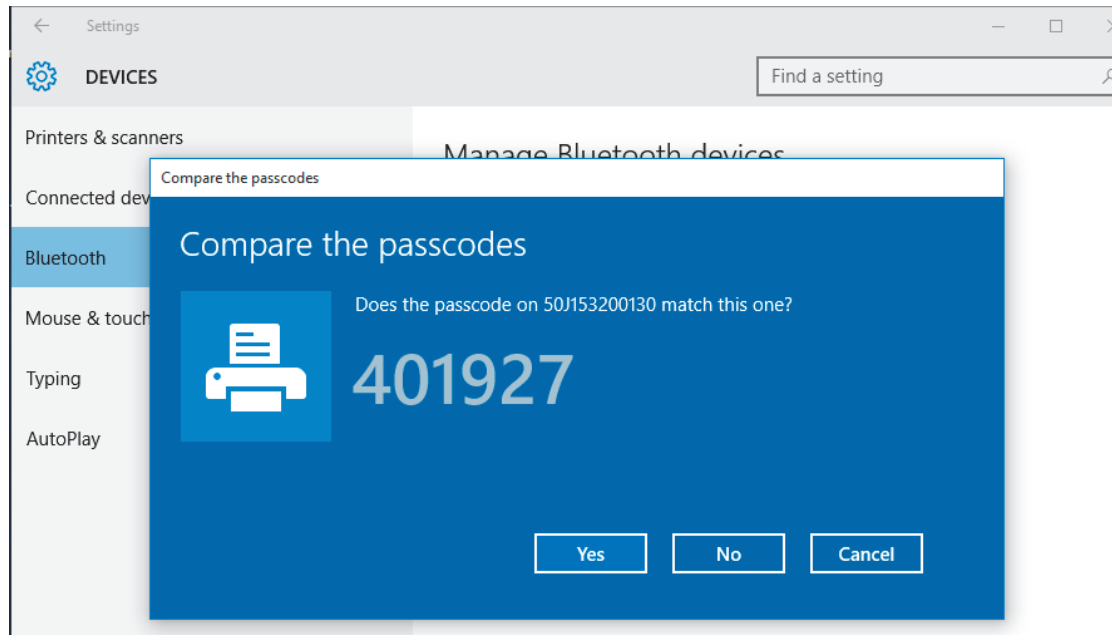 Settings
DEVICES
Find a setting
Printers & scanners
Manage Bluetooth devices
Connected dev
Bluetooth
Mouse & touch
Typing
AutoPlay
Compare the passcodes
Compare the passcodes
Does the passcode on 50J153200130 match this one?
401927
Yes
No
Cancel